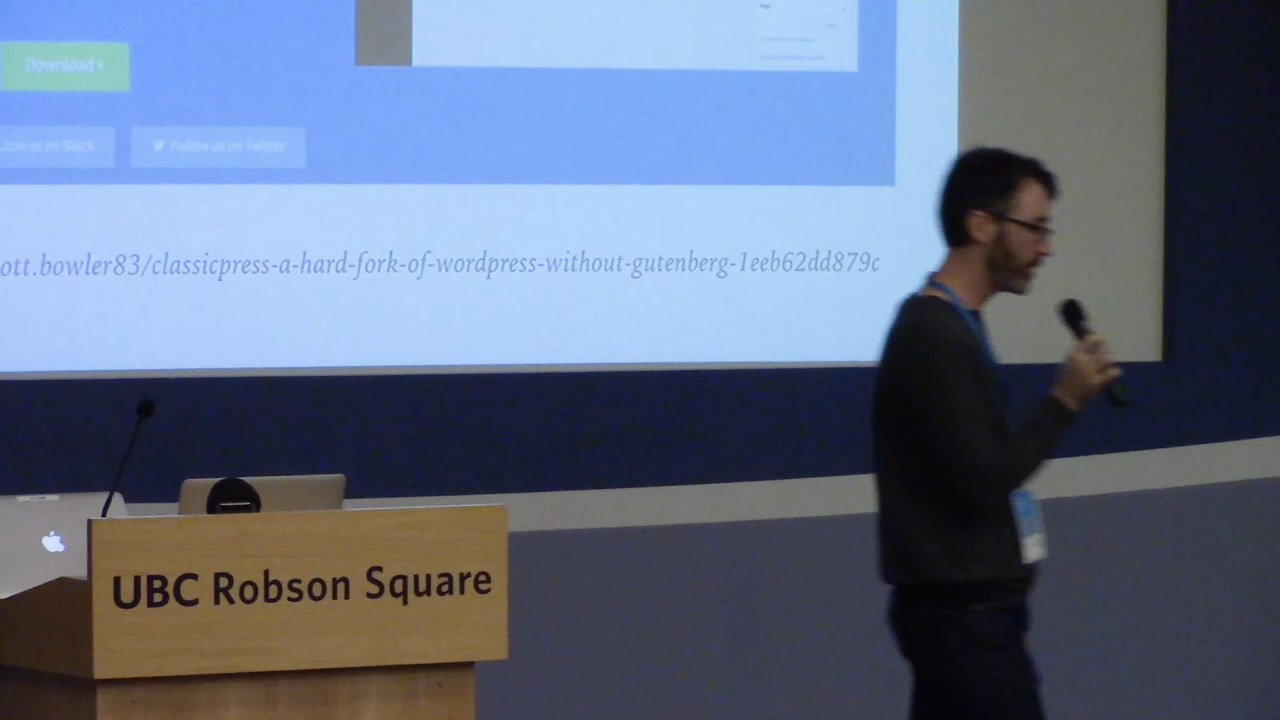 Download »
Join us on Slack
Follow us on Twitter
ott.bowler83/classicpress-a-hard-fork-of-wordpress-without-gutenberg-1eeb62dd879c
UBC Robson Square